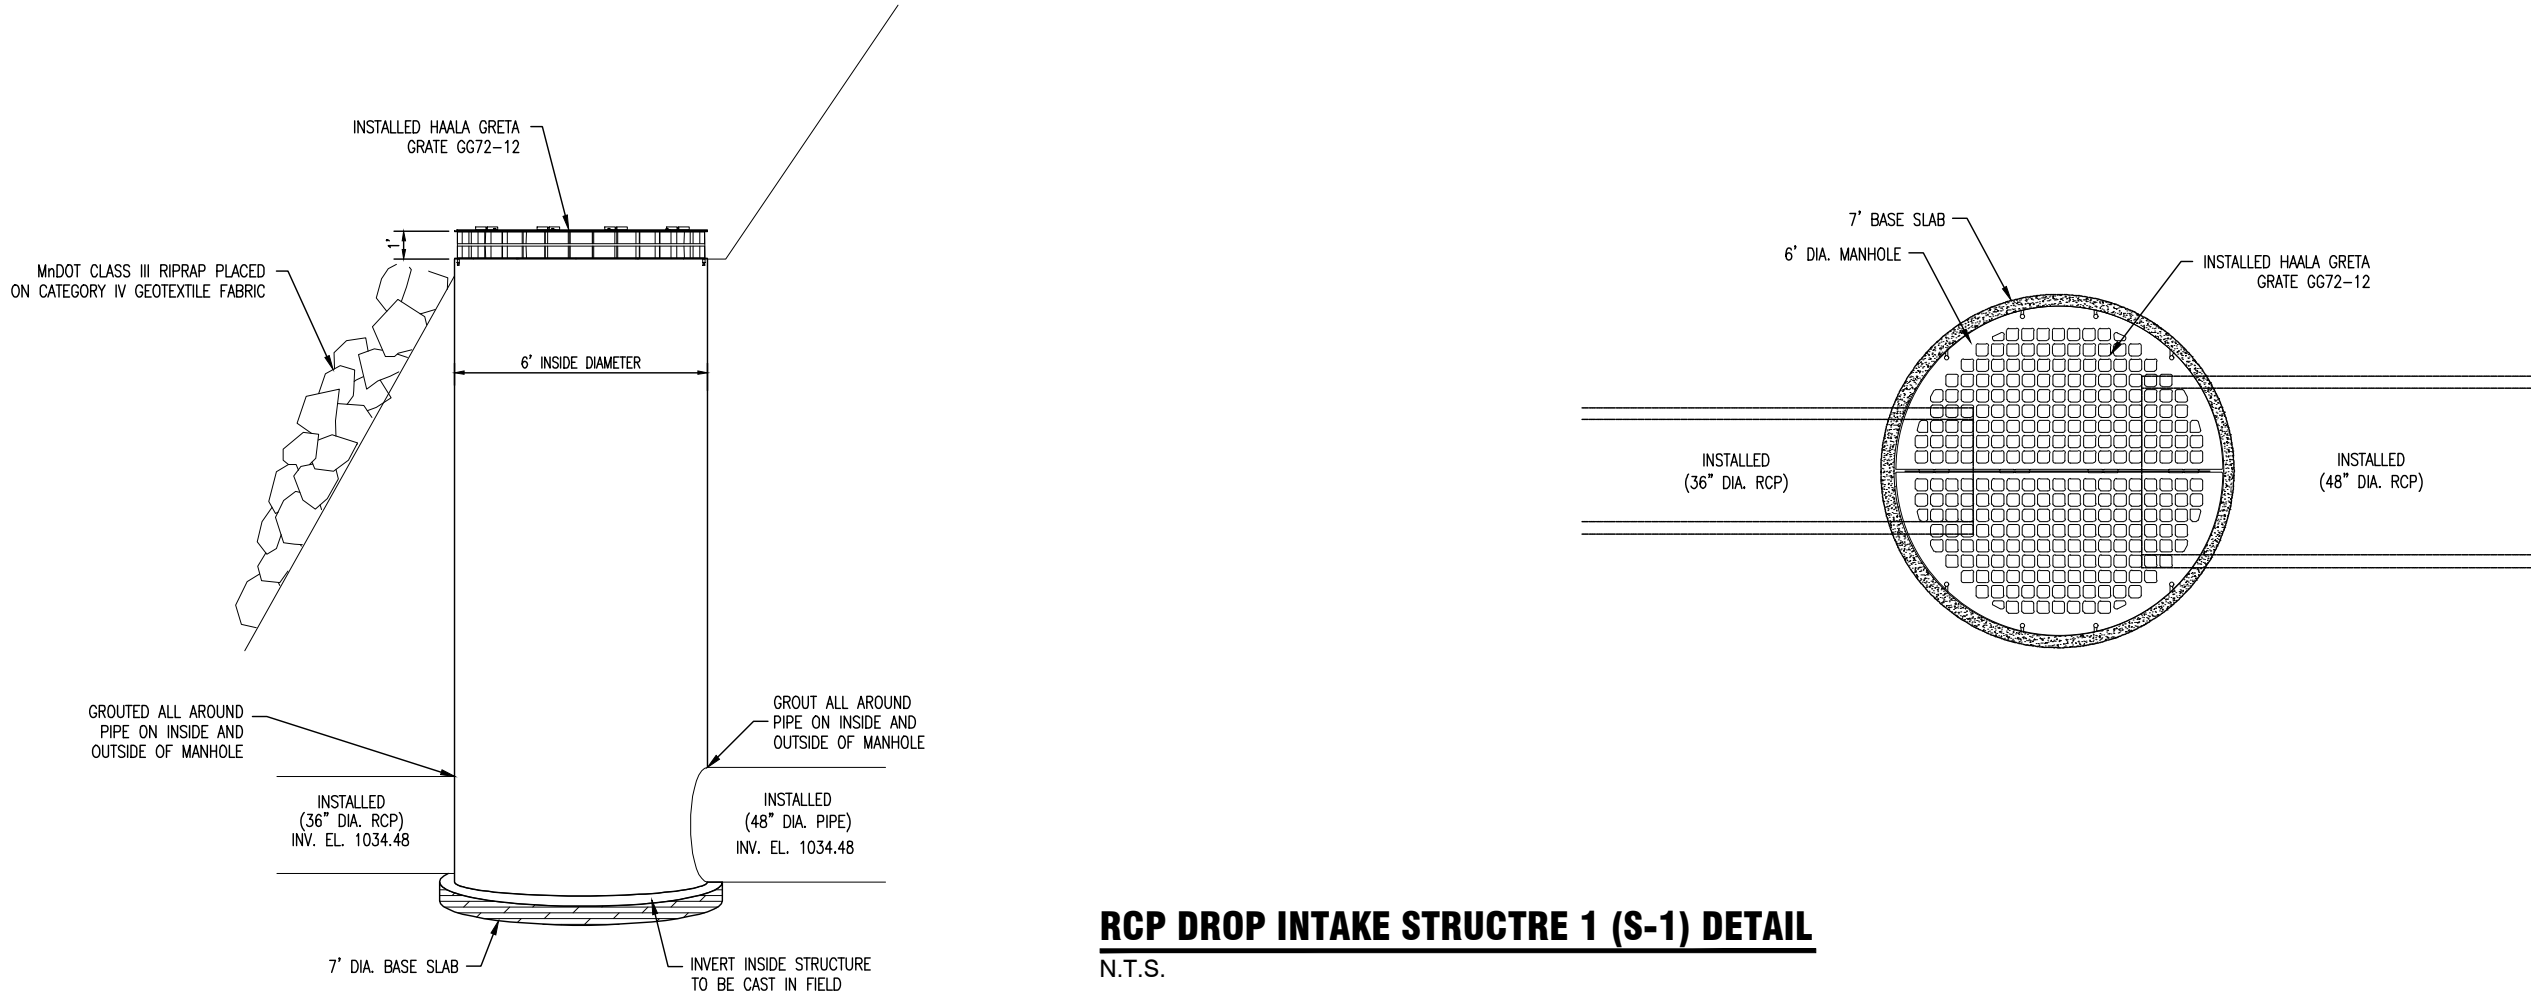 INSTALLED HAALA GRETA
GRATE GG72-12
1'
MnDOT CLASS III RIPRAP PLACED
ON CATEGORY IV GEOTEXTILE FABRIC
6' INSIDE DIAMETER
GROUTED ALL AROUND
PIPE ON INSIDE AND
OUTSIDE OF MANHOLE
GROUT ALL AROUND
PIPE ON INSIDE AND
OUTSIDE OF MANHOLE
INSTALLED
(36" DIA. RCP)
INV. EL. 1034.48
INSTALLED
(48" DIA. PIPE)
INV. EL. 1034.48
7' DIA. BASE SLAB
INVERT INSIDE STRUCTURE
TO BE CAST IN FIELD
7' BASE SLAB
6' DIA. MANHOLE
INSTALLED HAALA GRETA
GRATE GG72-12
INSTALLED
(36" DIA. RCP)
INSTALLED
(48" DIA. RCP)
RCP DROP INTAKE STRUCTRE 1 (S-1) DETAIL
N.T.S.